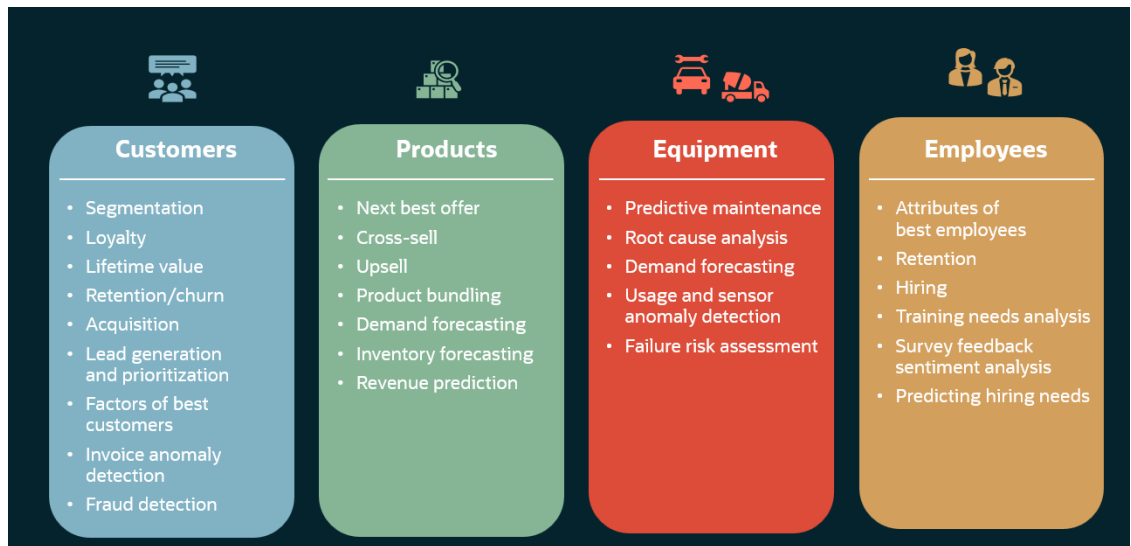 Customers
• Segmentation
• Loyalty
• Lifetime value
• Retention/churn
• Acquisition
• Lead generation
and prioritization
• Factors of best
customers
• Invoice anomaly
detection
• Fraud detection
Products
• Next best offer
• Cross-sell
• Upsell
• Product bundling
• Demand forecasting
• Inventory forecasting
• Revenue prediction
Equipment
• Predictive maintenance
• Root cause analysis
• Demand forecasting
• Usage and sensor
anomaly detection
• Failure risk assessment
Employees
• Attributes of
best employees
• Retention
• Hiring
• Training needs analysis
• Survey feedback
sentiment analysis
• Predicting hiring needs